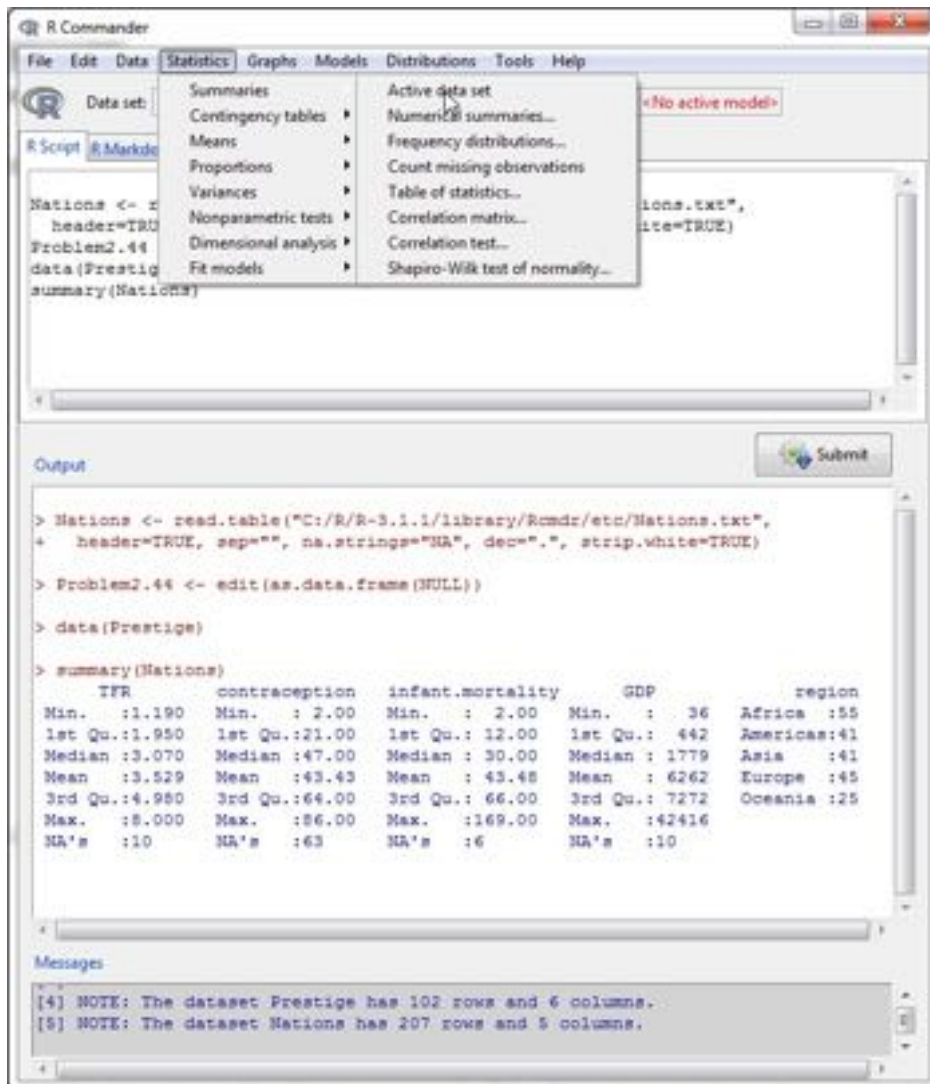 R Commander
File Edit Data Statistics Graphs Models Distributions Tools Help
Data set:
<No active model>
Summaries
Contingency tables
Means
Proportions
Variances
Nonparametric tests
Dimensional analysis
Fit models
Active data set
Numerical summaries...
Frequency distributions...
Count missing observations
Table of statistics...
Correlation matrix...
Correlation test...
Shapiro-Wilk test of normality...
R Script R Markdo
Nations <- r ions.txt",
header=TRU ite=TRUE)
Problem2.44
data(Prestig
summary(Nations)
Submit
Output
> Nations <- read.table("C:/R/R-3.1.1/library/Rcmdr/etc/Nations.txt",
+ header=TRUE, sep="", na.strings="NA", dec=".", strip.white=TRUE)
> Problem2.44 <- edit(as.data.frame(NULL))
> data(Prestige)
> summary(Nations)
TFR contraception infant.mortality GDP region
Min. :1.190 Min. : 2.00 Min. : 2.00 Min. : 36 Africa :55
1st Qu.:1.950 1st Qu.:21.00 1st Qu.: 12.00 1st Qu.: 442 Americas:41
Median :3.070 Median :47.00 Median : 30.00 Median : 1779 Asia :41
Mean :3.529 Mean :43.43 Mean : 43.48 Mean : 6262 Europe :45
3rd Qu.:4.980 3rd Qu.:64.00 3rd Qu.: 66.00 3rd Qu.: 7272 Oceania :25
Max. :8.000 Max. :86.00 Max. :169.00 Max. :42416
NA's :10 NA's :63 NA's :6 NA's :10
Messages
[4] NOTE: The dataset Prestige has 102 rows and 6 columns.
[5] NOTE: The dataset Nations has 207 rows and 5 columns.